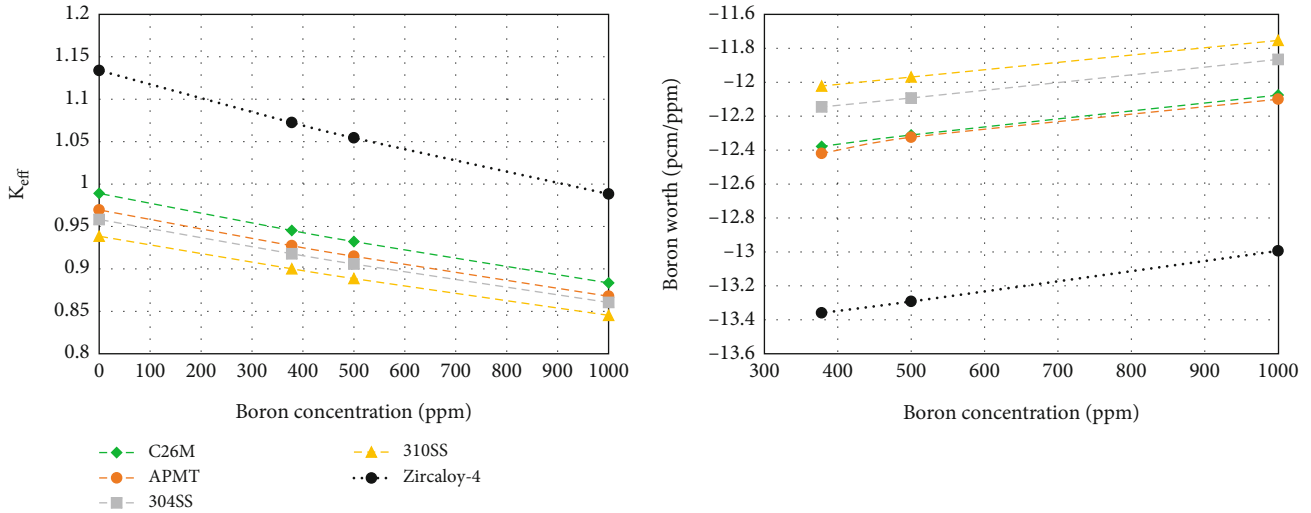 K_eff
1.2
1.15
1.1
1.05
1
0.95
0.9
0.85
0.8
0 100 200 300 400 500 600 700 800 900 1000
Boron concentration (ppm)
Boron worth (pcm/ppm)
−11.6
−11.8
−12
−12.2
−12.4
−12.6
−12.8
−13
−13.2
−13.4
−13.6
300 400 500 600 700 800 900 1000
Boron concentration (ppm)
C26M
APMT
304SS
310SS
Zircaloy-4